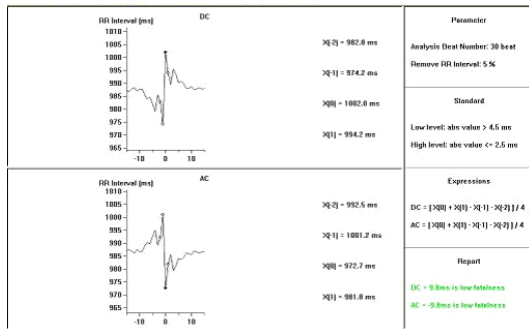 DC
RR Interval (ms)
1010
1005
1000
995
990
985
980
975
970
965
-10
0
10
X[-2] = 982.0 ms
X[-1] = 974.2 ms
X[0] = 1002.0 ms
X[1] = 994.2 ms
AC
RR Interval (ms)
1010
1005
1000
995
990
985
980
975
970
965
-10
0
10
X[-2] = 992.5 ms
X[-1] = 1001.2 ms
X[0] = 972.7 ms
X[1] = 981.8 ms
Parameter
Analysis Beat Number: 30 beat
Remove RR Interval: 5 %
Standard
Low level: abs value > 4.5 ms
High level: abs value <= 2.5 ms
Expressions
DC = [ X[0] + X[1] - X[-1] - X[-2] ] / 4
AC = [ X[0] + X[1] - X[-1] - X[-2] ] / 4
Report
DC = 9.8ms is low fatalness
AC = -9.8ms is low fatalness